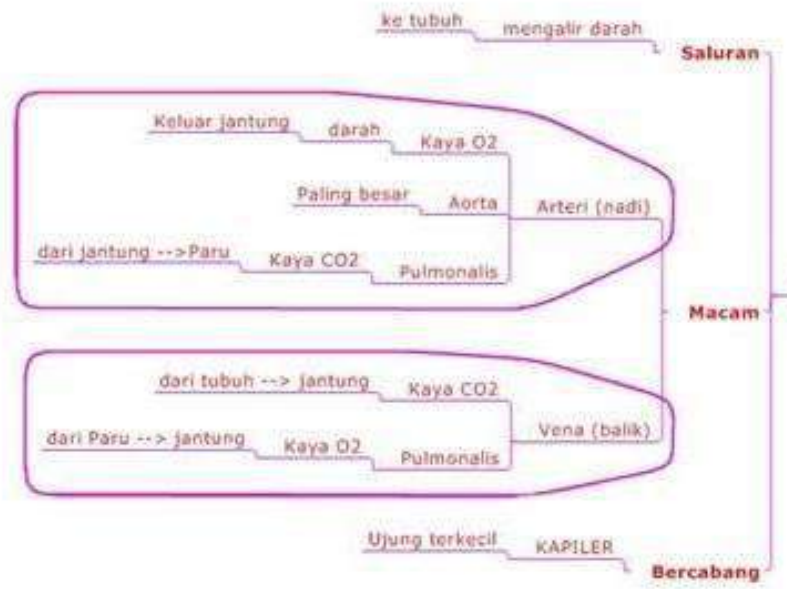 ke tubuh mengalir darah
Saluran
Keluar jantung darah Kaya O2
Paling besar Aorta Arteri (nadi)
dari jantung -->Paru Kaya CO2 Pulmonalis
Macam
dari tubuh --> jantung Kaya CO2
Vena (balik)
dari Paru --> jantung Kaya O2 Pulmonalis
Ujung terkecil KAPILER
Bercabang